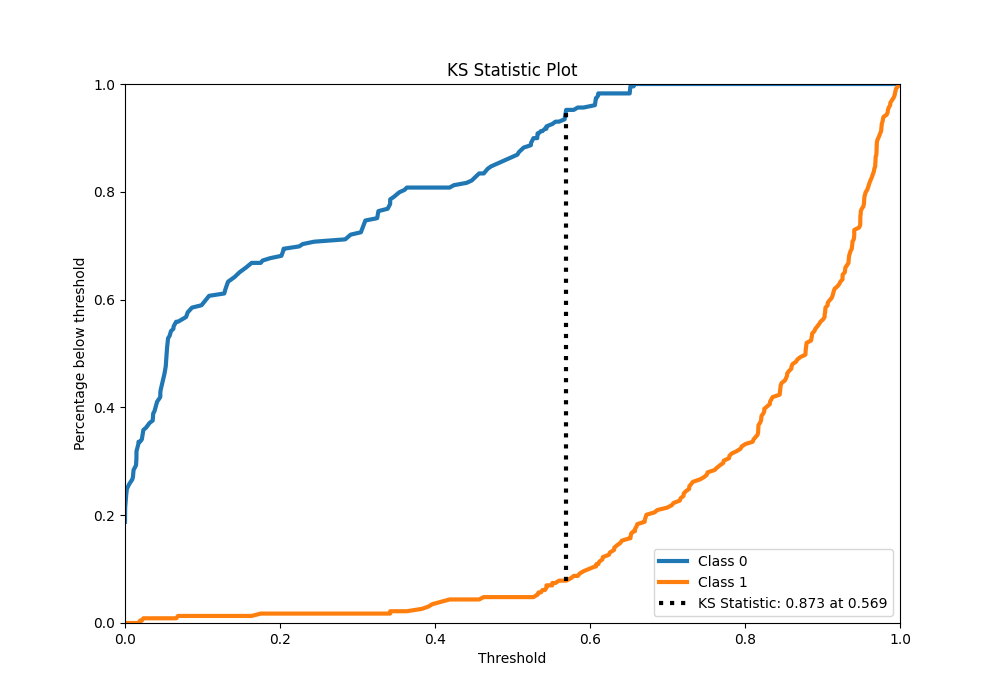 KS Statistic Plot
1.0
0.8
0.6
0.4
0.2
0.0
Percentage below threshold
0.0 0.2 0.4 0.6 0.8 1.0
Threshold
Class 0
Class 1
KS Statistic: 0.873 at 0.569